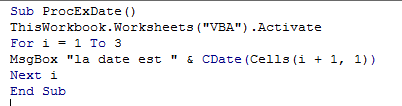 Sub ProcExDate()
ThisWorkbook.Worksheets("VBA").Activate
For i = 1 To 3
MsgBox "la date est " & CDate(Cells(i + 1, 1))
Next i
End Sub